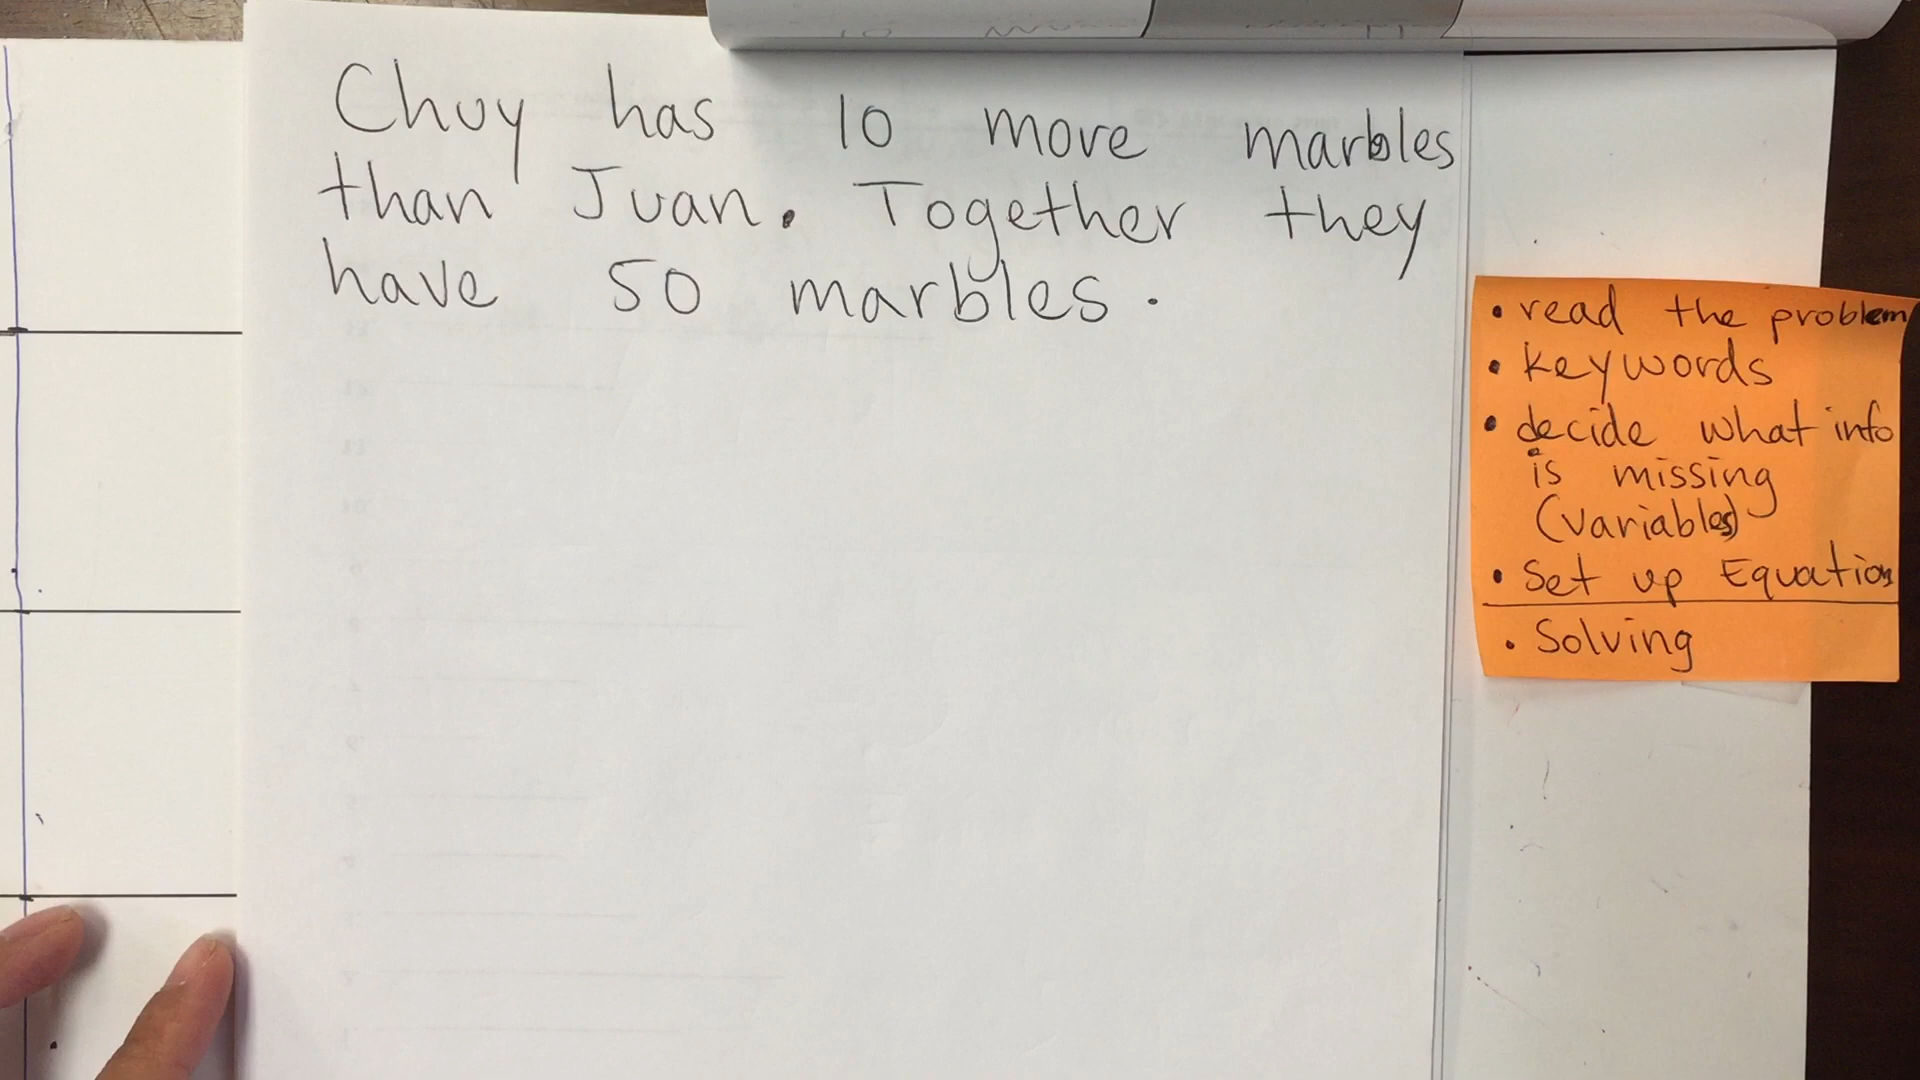 Chuy has 10 more marbles
than Juan. Together they
have 50 marbles.
• read the problem
• keywords
• decide what info
is missing
(variables)
• Set up Equation
• Solving